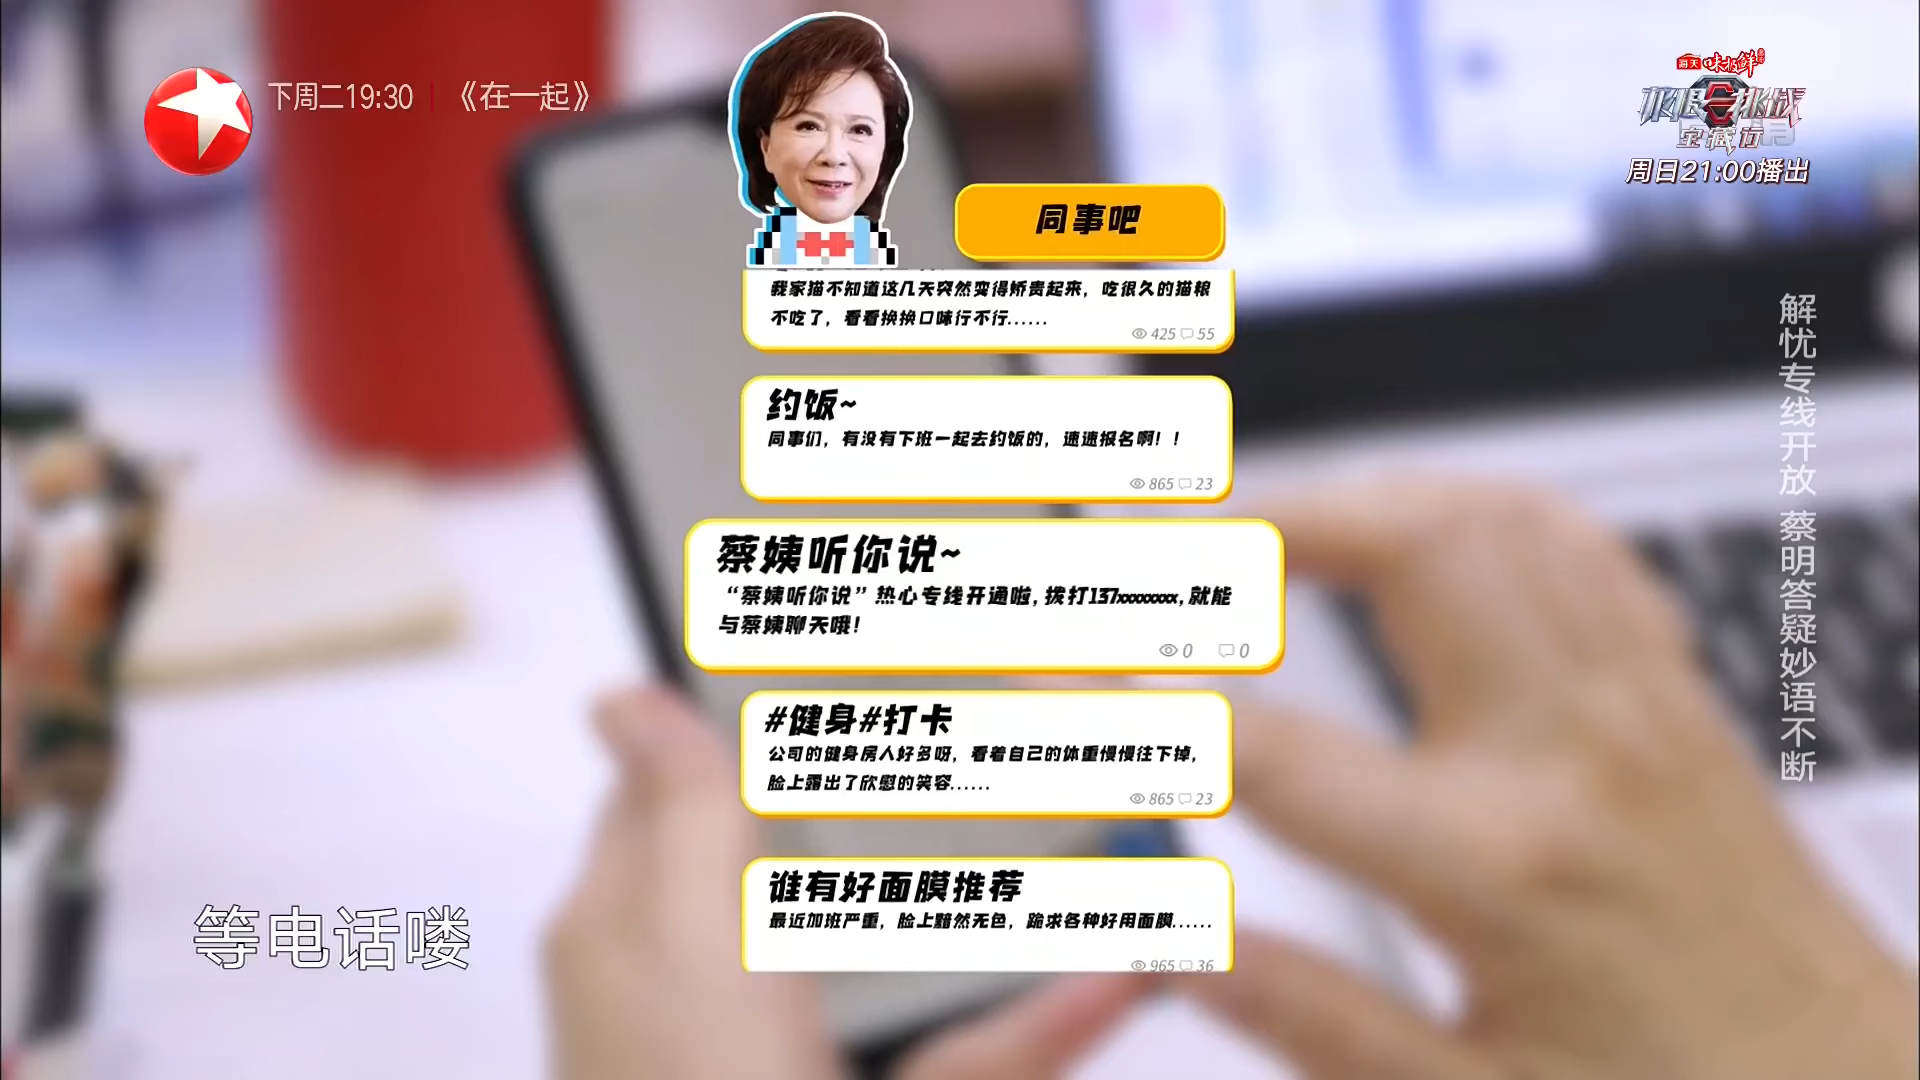 下周二19:30 《在一起》
海天味极鲜
极限挑战
宝藏行
周日21:00播出
同事吧
我家猫不知道这几天突然变得娇贵起来，吃很久的猫粮
不吃了，看看换换口味行不行......
425 55
约饭~
同事们，有没有下班一起去约饭的，速速报名啊！！
865 23
蔡姨听你说~
“蔡姨听你说”热心专线开通啦，拨打137xxxxxxxx，就能
与蔡姨聊天哦！
0 0
#健身#打卡
公司的健身房人好多呀，看着自己的体重慢慢往下掉，
脸上露出了欣慰的笑容......
865 23
谁有好面膜推荐
最近加班严重，脸上黯然无色，跪求各种好用面膜......
965 36
解忧专线开放 蔡明答疑妙语不断
等电话喽